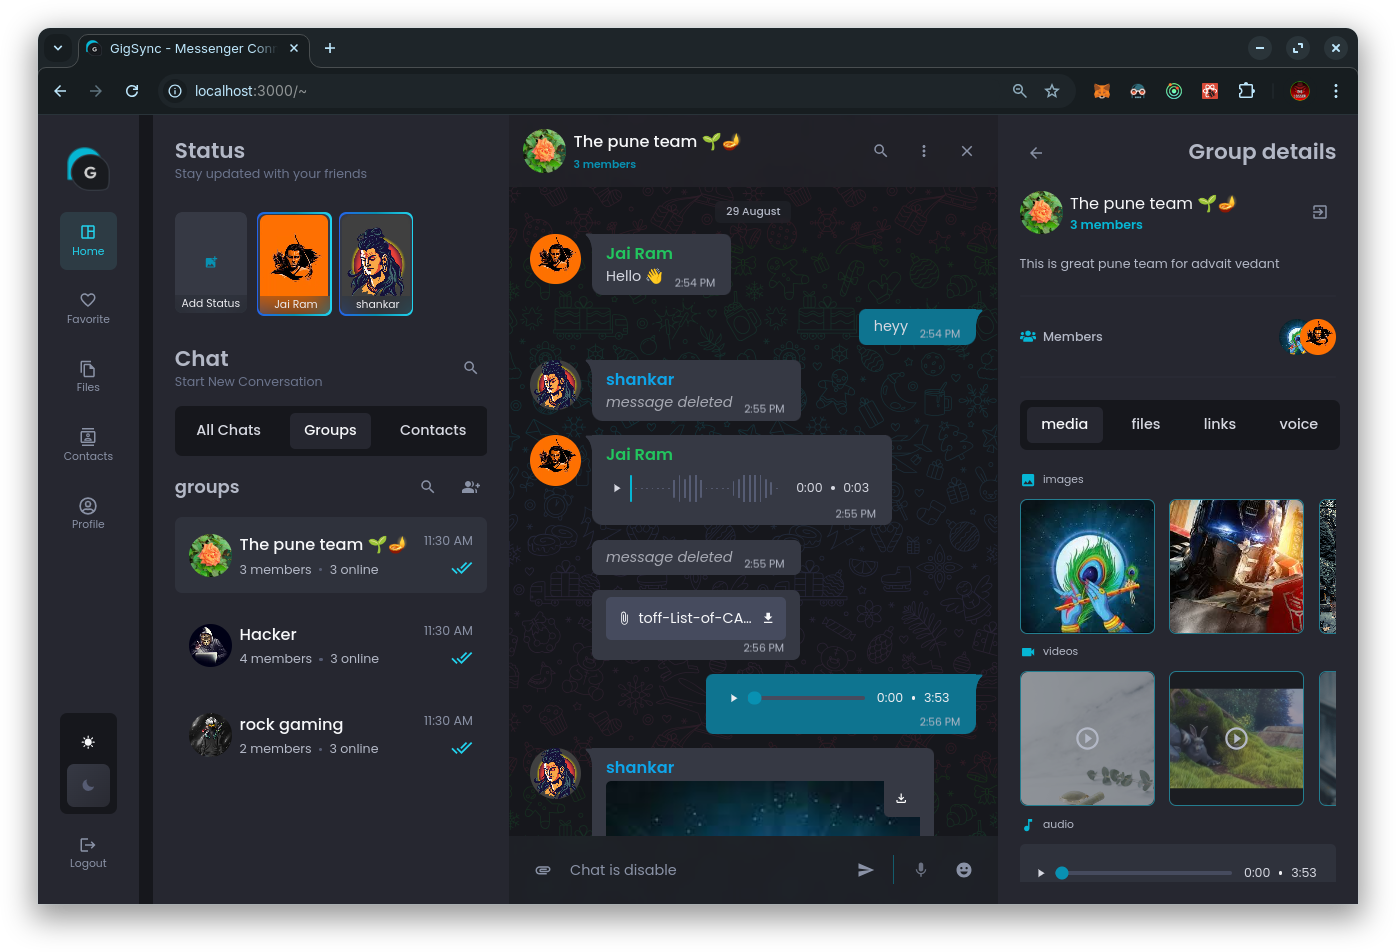 GigSync - Messenger Con
localhost:3000/~
G
Home
Favorite
Files
Contacts
Profile
Logout
Status
Stay updated with your friends
Add Status
Jai Ram
shankar
Chat
Start New Conversation
All Chats
Groups
Contacts
groups
The pune team 🌱🪔
11:30 AM
3 members • 3 online
Hacker
11:30 AM
4 members • 3 online
rock gaming
11:30 AM
2 members • 3 online
The pune team 🌱🪔
3 members
29 August
Jai Ram
Hello 👋
2:54 PM
heyy
2:54 PM
shankar
message deleted
2:55 PM
Jai Ram
0:00 • 0:03
2:55 PM
message deleted
2:55 PM
toff-List-of-CA...
2:56 PM
0:00 • 3:53
2:56 PM
shankar
Chat is disable
Group details
The pune team 🌱🪔
3 members
This is great pune team for advait vedant
Members
media
files
links
voice
images
videos
audio
0:00 • 3:53